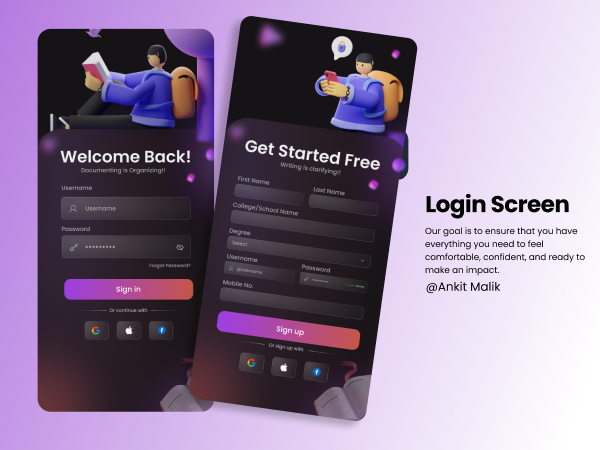 Welcome Back!
Documenting is Organizing!!
Username
Username
Password
Forgot Password?
Sign in
Or continue with
G
f
Get Started Free
Writing is clarifying!!
First Name
Last Name
College/School Name
Degree
Select
Username
Password
@username
Mobile No.
Sign up
Or sign up with
G
f
Login Screen
Our goal is to ensure that you have
everything you need to feel
comfortable, confident, and ready to
make an impact.
@Ankit Malik